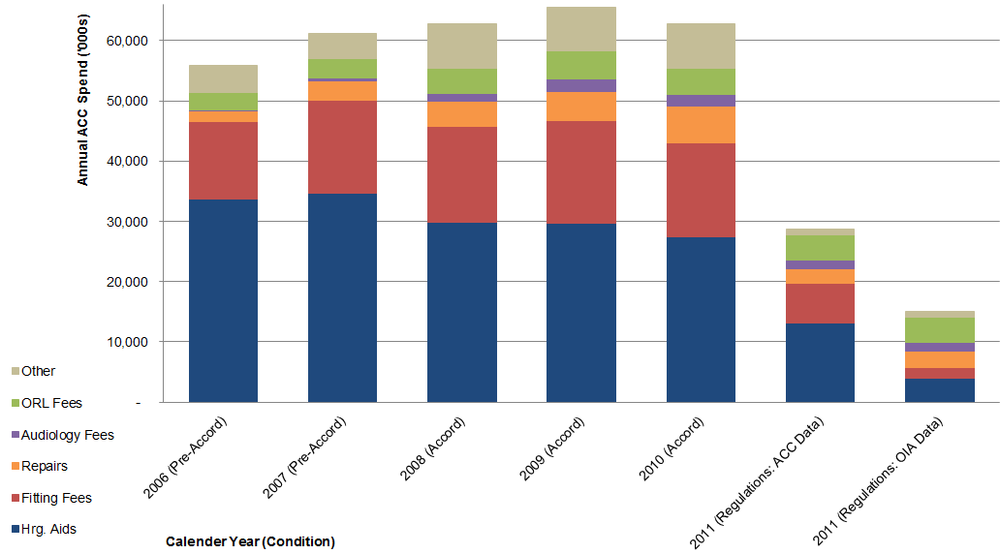 Annual ACC Spend ('000s)
60,000
50,000
40,000
30,000
20,000
10,000
-
Other
ORL Fees
Audiology Fees
Repairs
Fitting Fees
Hrg. Aids
2006 (Pre-Accord)
2007 (Pre-Accord)
2008 (Accord)
2009 (Accord)
2010 (Accord)
2011 (Regulations: ACC Data)
2011 (Regulations: OIA Data)
Calender Year (Condition)